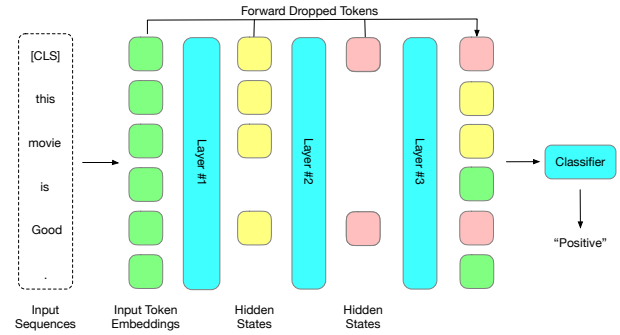 Forward Dropped Tokens
[CLS]
this
movie
is
Good
.
Layer #1
Layer #2
Layer #3
Classifier
“Positive”
Input
Sequences
Input Token
Embeddings
Hidden
States
Hidden
States